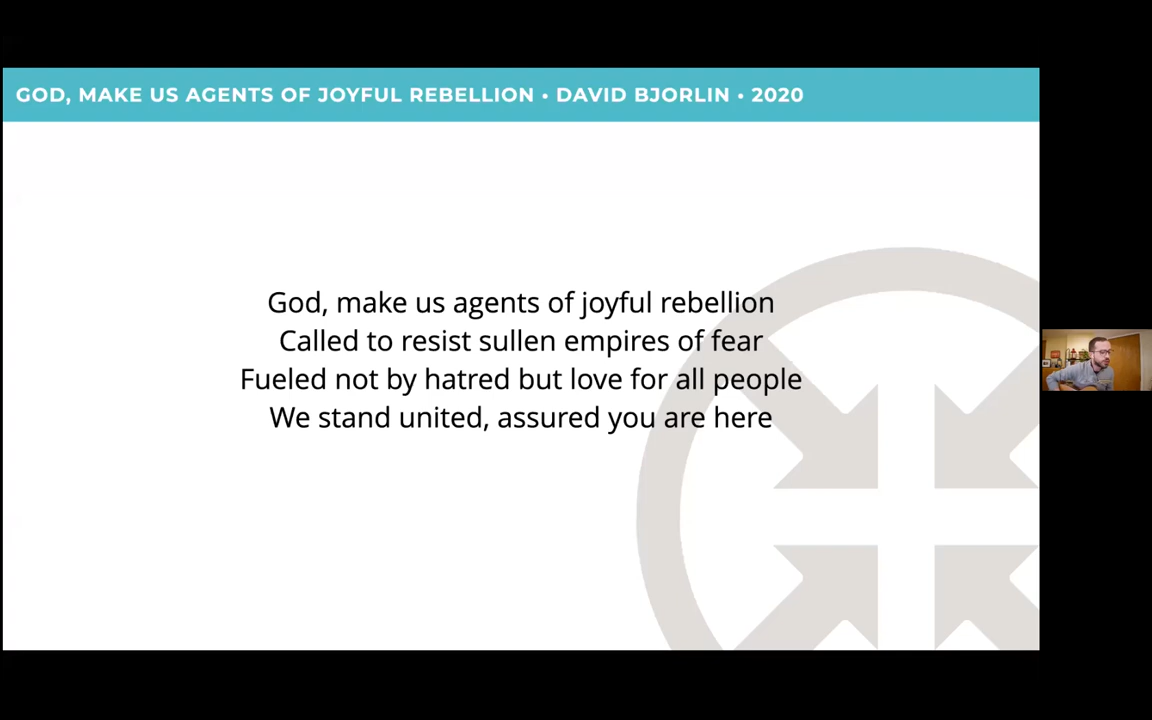 GOD, MAKE US AGENTS OF JOYFUL REBELLION • DAVID BJORLIN • 2020
God, make us agents of joyful rebellion
Called to resist sullen empires of fear
Fueled not by hatred but love for all people
We stand united, assured you are here